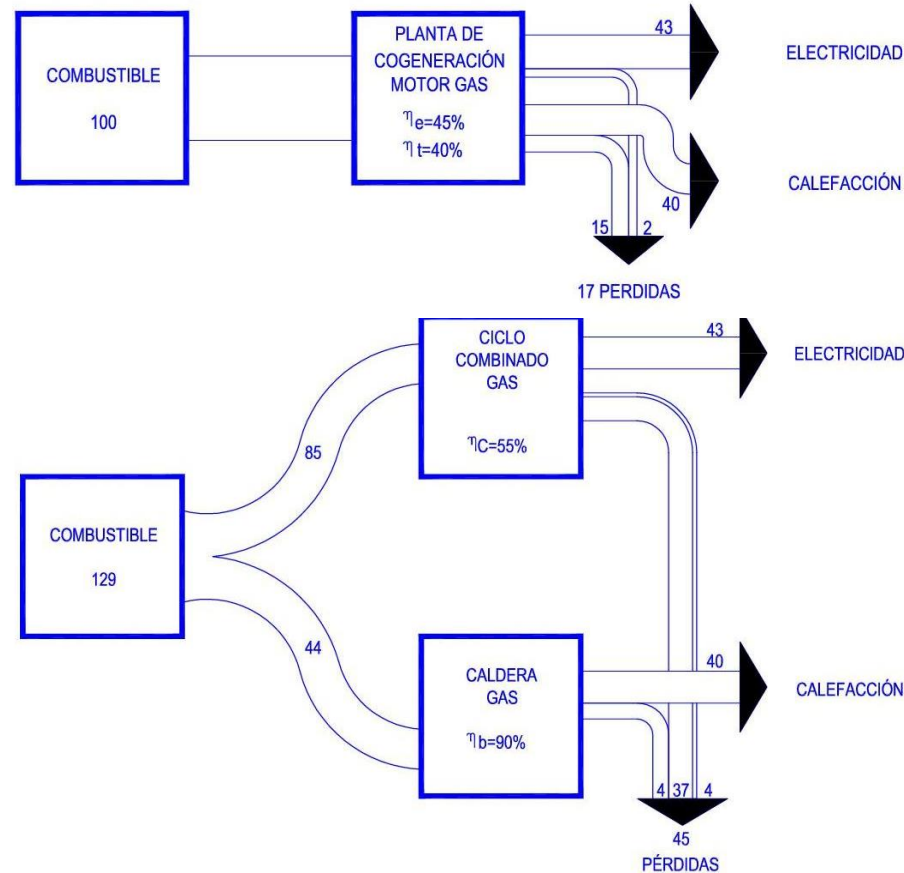 COMBUSTIBLE
100
PLANTA DE
COGENERACIÓN
MOTOR GAS
ηe=45%
ηt=40%
43
ELECTRICIDAD
CALEFACCIÓN
40
15
2
17 PERDIDAS
COMBUSTIBLE
129
85
44
CICLO
COMBINADO
GAS
ηC=55%
43
ELECTRICIDAD
CALDERA
GAS
ηb=90%
40
CALEFACCIÓN
4 37 4
45
PÉRDIDAS